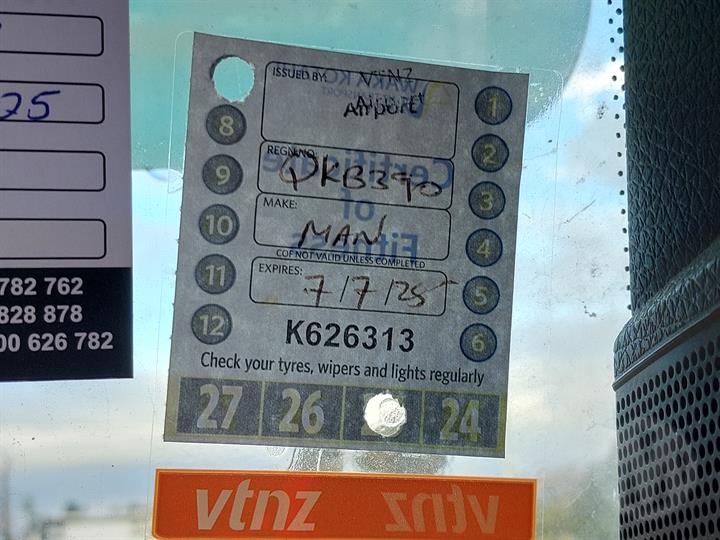 25
782 762
828 878
00 626 782
ISSUED BY:
Airport
8
9
10
11
12
REGN NO:
QRB390
MAKE:
MAN
COF NOT VALID UNLESS COMPLETED
EXPIRES:
7/7/25
K626313
Check your tyres, wipers and lights regularly
1
2
3
4
5
6
27 26 24
Certificate
of
Fitness
vtnz vtnz